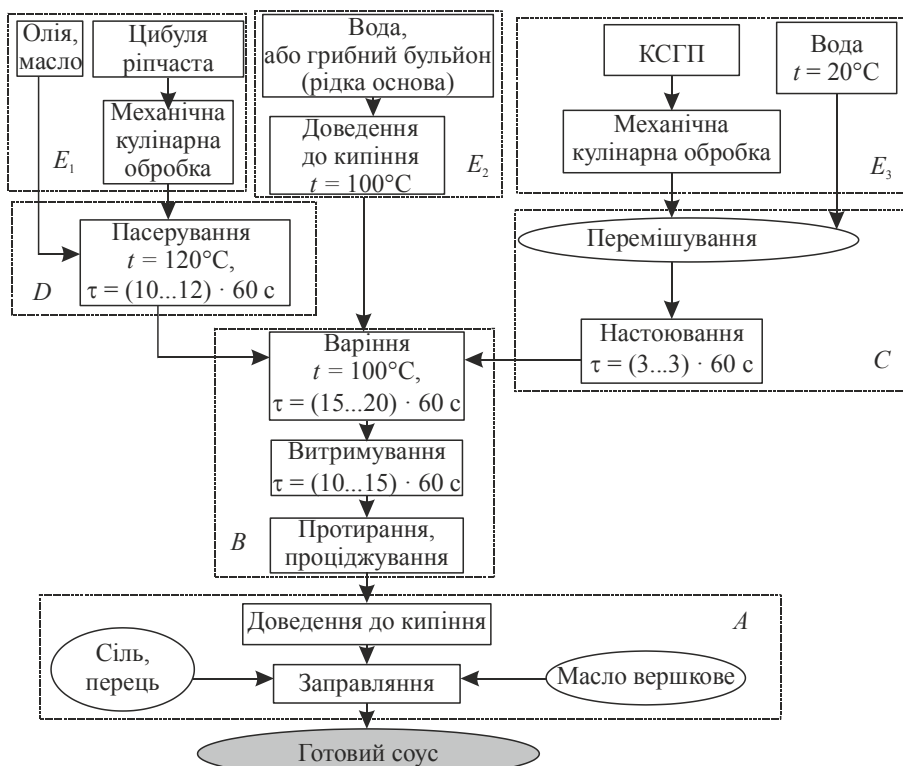 Олія,
масло
Цибуля
ріпчаста
Механічна
кулінарна
обробка
E₁
Вода,
або грибний бульйон
(рідка основа)
Доведення
до кипіння
t = 100°C
E₂
КСГП
Вода
t = 20°C
Механічна
кулінарна обробка
E₃
Пасерування
t = 120°C,
τ = (10...12) · 60 с
D
Перемішування
Настоювання
τ = (3...3) · 60 с
C
Варіння
t = 100°C,
τ = (15...20) · 60 с
Витримування
τ = (10...15) · 60 с
Протирання,
проціджування
B
Доведення до кипіння
A
Сіль,
перець
Заправляння
Масло вершкове
Готовий соус